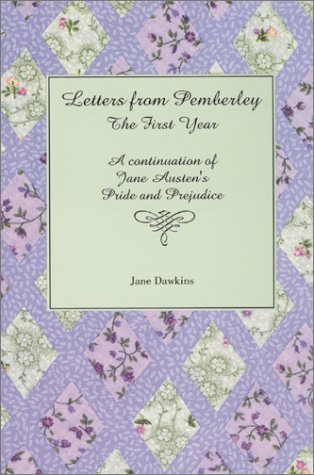 Letters from Pemberley
The First Year
A continuation of
Jane Austen's
Pride and Prejudice
Jane Dawkins